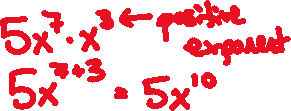 5x⁷·x³ ← positive exponent
5x⁷⁺³ = 5x¹⁰